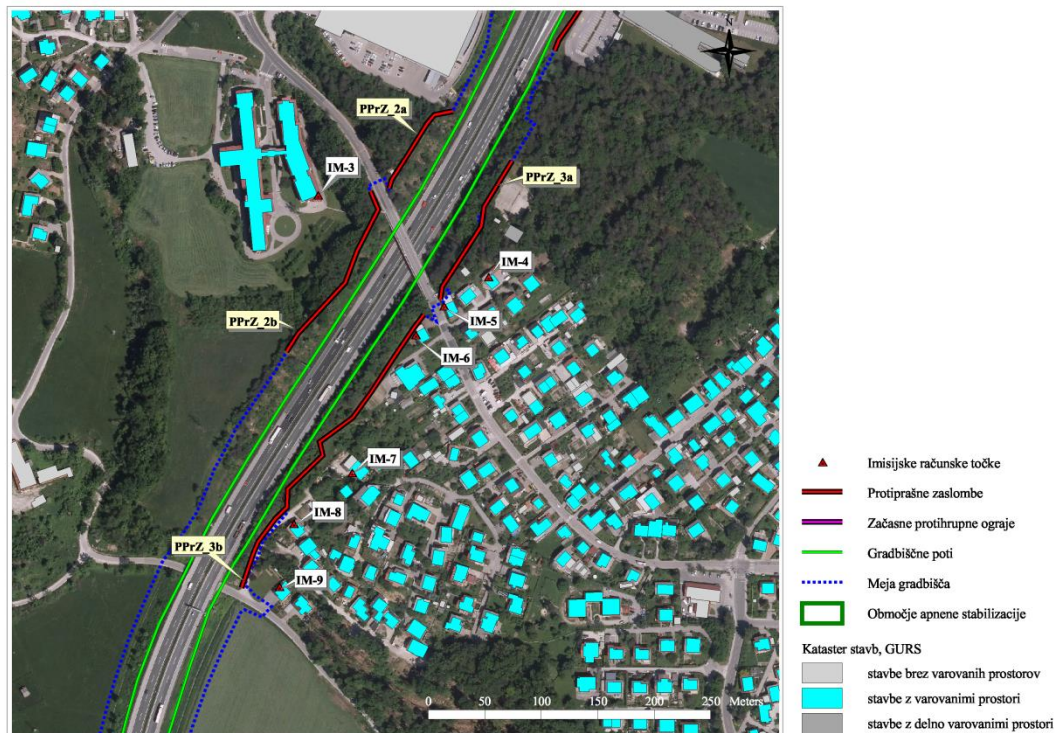 PPrZ_2a
IM-3
PPrZ_3a
IM-4
PPrZ_2b
IM-5
IM-6
IM-7
IM-8
PPrZ_3b
IM-9
0 50 100 150 200 250 Meters
Imisijske računske točke
Protiprašne zaslombe
Začasne protihrupne ograje
Gradbiščne poti
Meja gradbišča
Območje apnene stabilizacije
Kataster stavb, GURS
stavbe brez varovanih prostorov
stavbe z varovanimi prostori
stavbe z delno varovanimi prostori